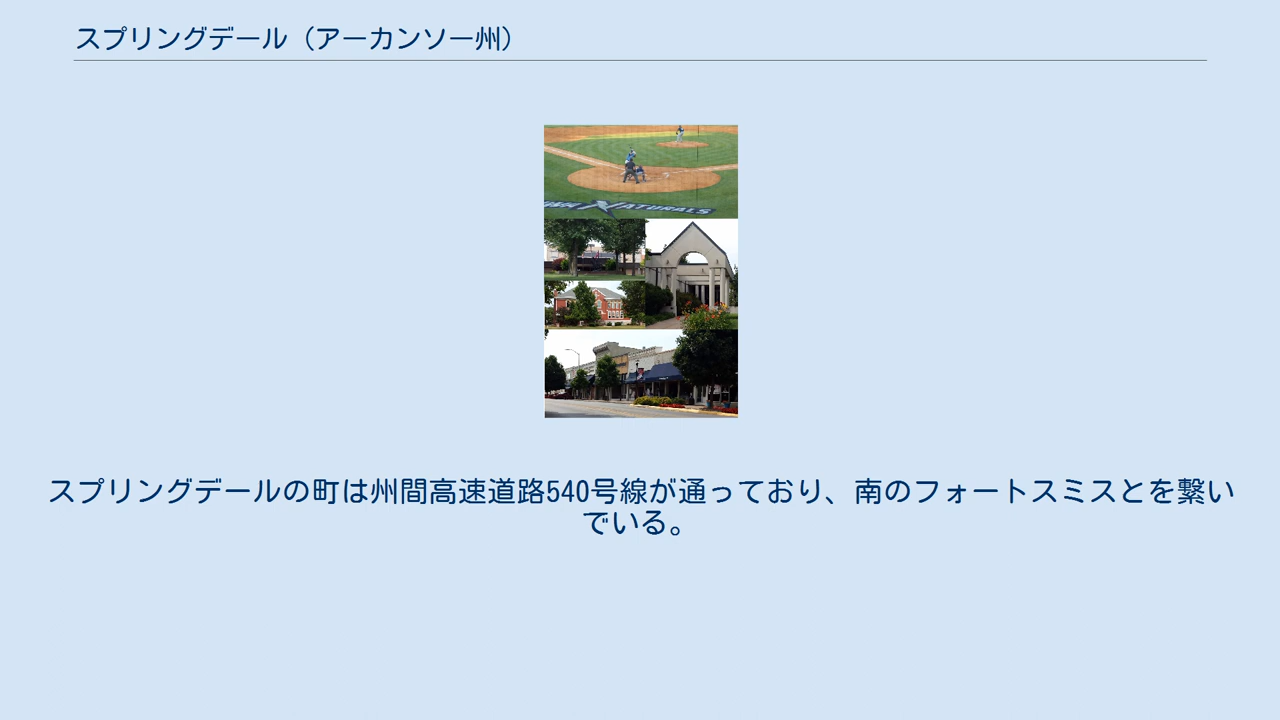 スプリングデール（アーカンソー州）
NATURALS
スプリングデールの町は州間高速道路540号線が通っており、南のフォートスミスとを繋い
でいる。